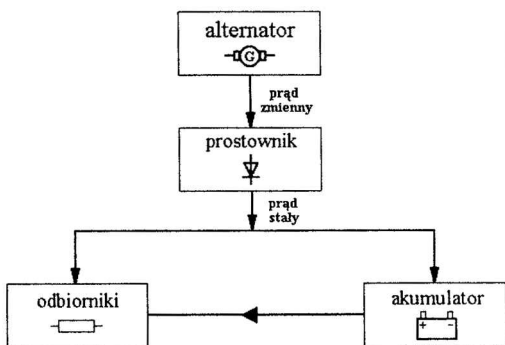 alternator
G
prąd
zmienny
prostownik
prąd
stały
odbiorniki
akumulator
+ -